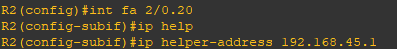 R2(config)#int fa 2/0.20
R2(config-subif)#ip help
R2(config-subif)#ip helper-address 192.168.45.1